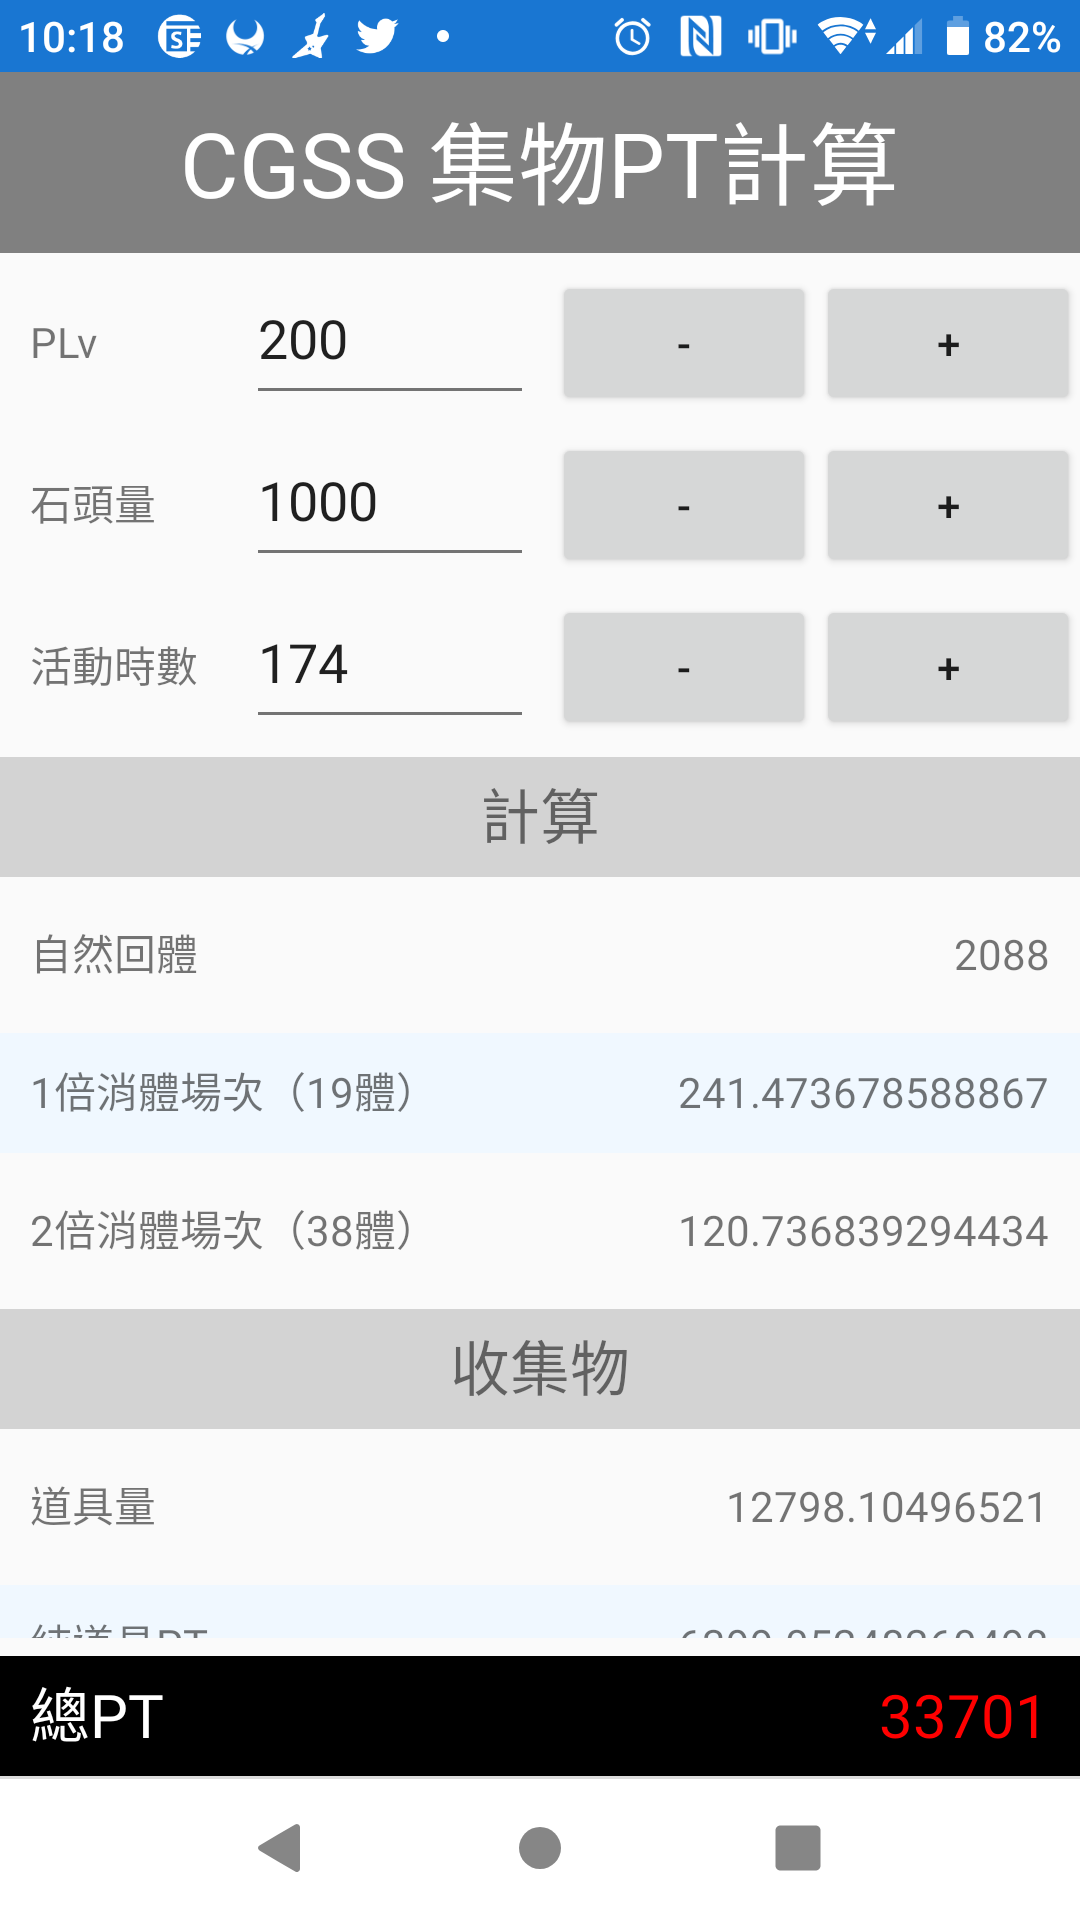 10:18 82%
CGSS 集物PT計算
PLv 200 - +
石頭量 1000 - +
活動時數 174 - +
計算
自然回體 2088
1倍消體場次（19體） 241.473678588867
2倍消體場次（38體） 120.736839294434
收集物
道具量 12798.10496521
總PT 33701